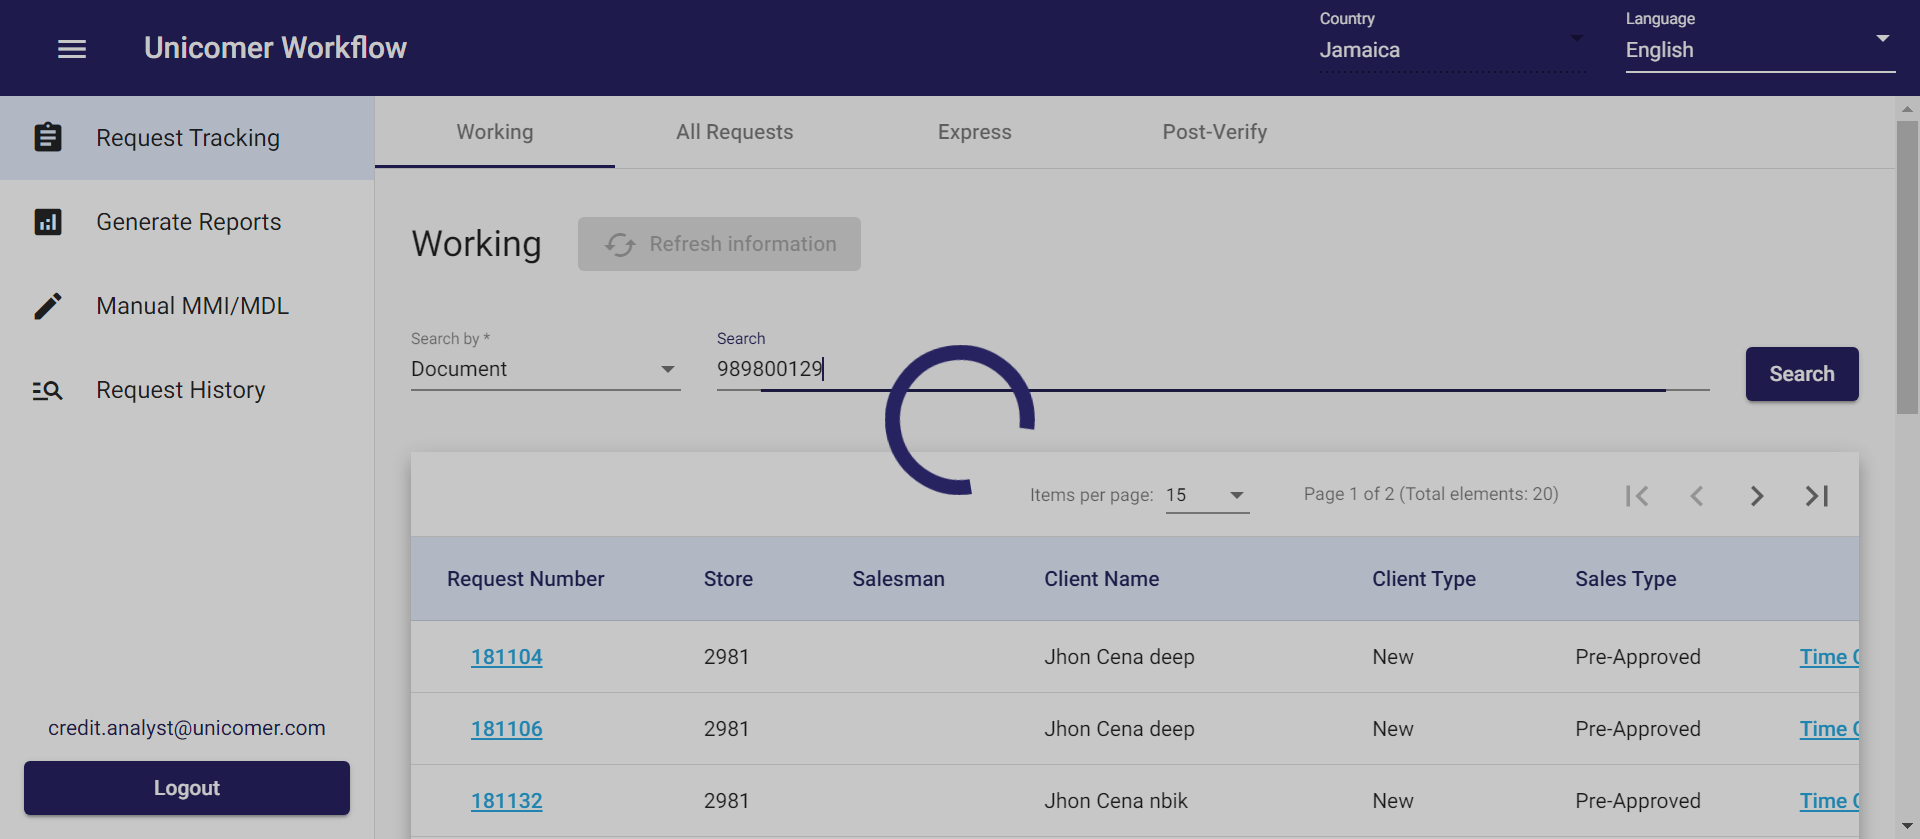 Unicomer Workflow
Country
Jamaica
Language
English
Request Tracking
Generate Reports
Manual MMI/MDL
Request History
credit.analyst@unicomer.com
Logout
Working All Requests Express Post-Verify
Working
Refresh information
Search by *
Document
Search
989800129
Search
Items per page: 15 Page 1 of 2 (Total elements: 20)
Request Number Store Salesman Client Name Client Type Sales Type
181104 2981 Jhon Cena deep New Pre-Approved Time
181106 2981 Jhon Cena deep New Pre-Approved Time
181132 2981 Jhon Cena nbik New Pre-Approved Time